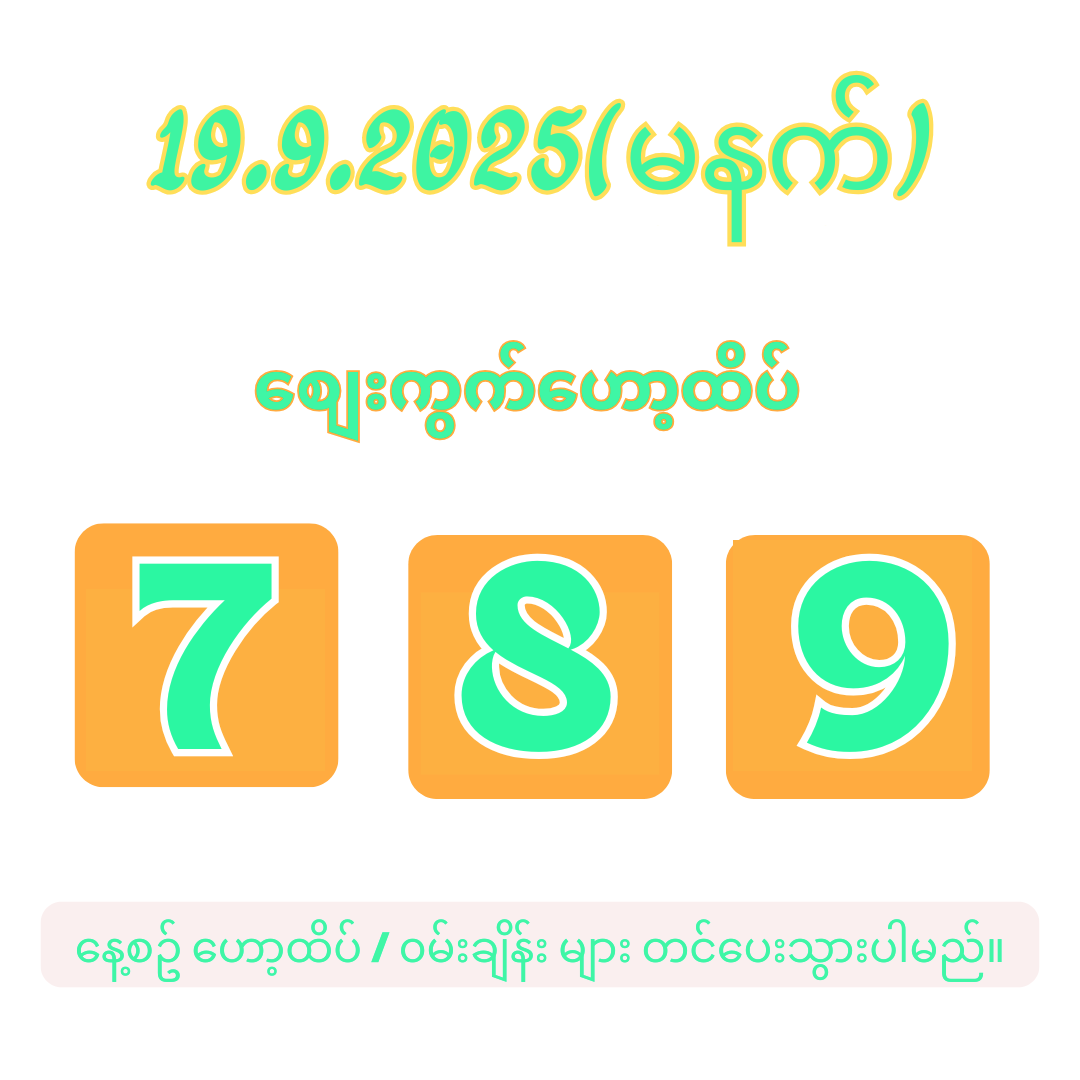 19.9.2025(မနက်)
ဈေးကွက်ဟော့ထိပ်
7 8 9
နေ့စဥ် ဟော့ထိပ် / ဝမ်းချိန်း များ တင်ပေးသွားပါမည်။